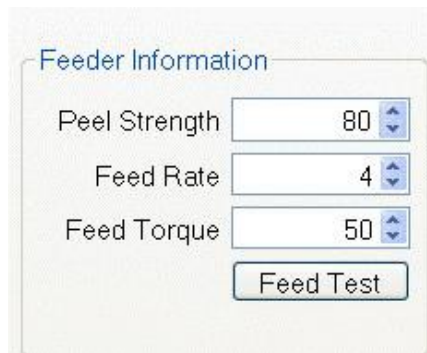 Feeder Information
Peel Strength 80
Feed Rate 4
Feed Torque 50
Feed Test